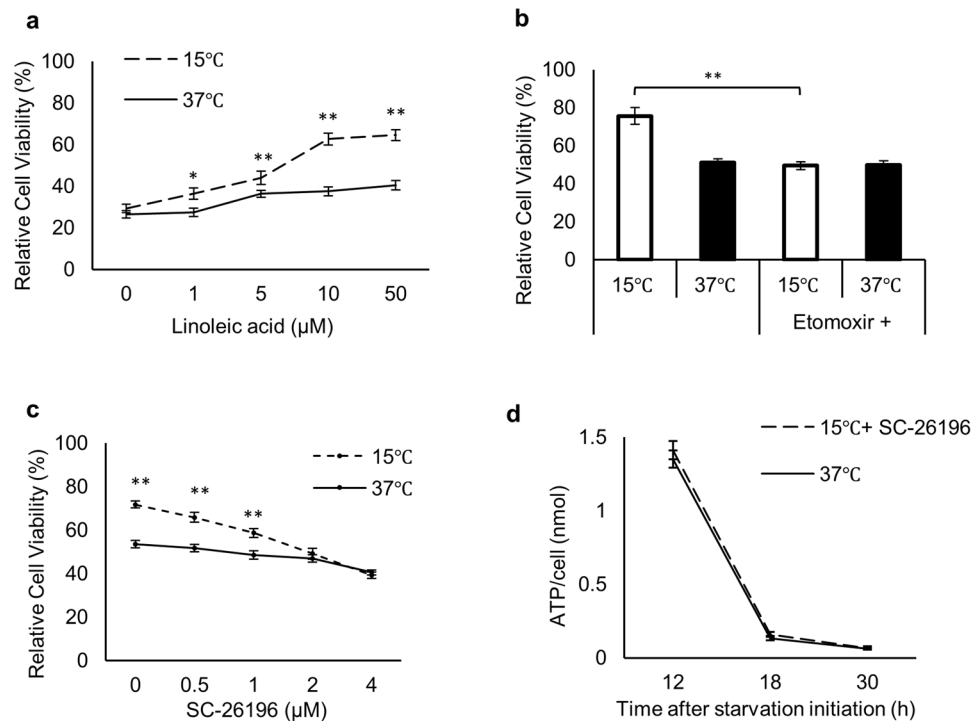 a
15℃
37℃
Relative Cell Viability (%)
100
80
60
40
20
0
*
**
**
**
0 1 5 10 50
Linoleic acid (μM)
b
Relative Cell Viability (%)
100
80
60
40
20
0
**
15℃ 37℃ 15℃ 37℃
Etomoxir +
c
15℃
37℃
Relative Cell Viability (%)
100
80
60
40
20
0
**
**
**
0 0.5 1 2 4
SC-26196 (μM)
d
15℃+ SC-26196
37℃
ATP/cell (nmol)
1.5
1
0.5
0
12 18 30
Time after starvation initiation (h)